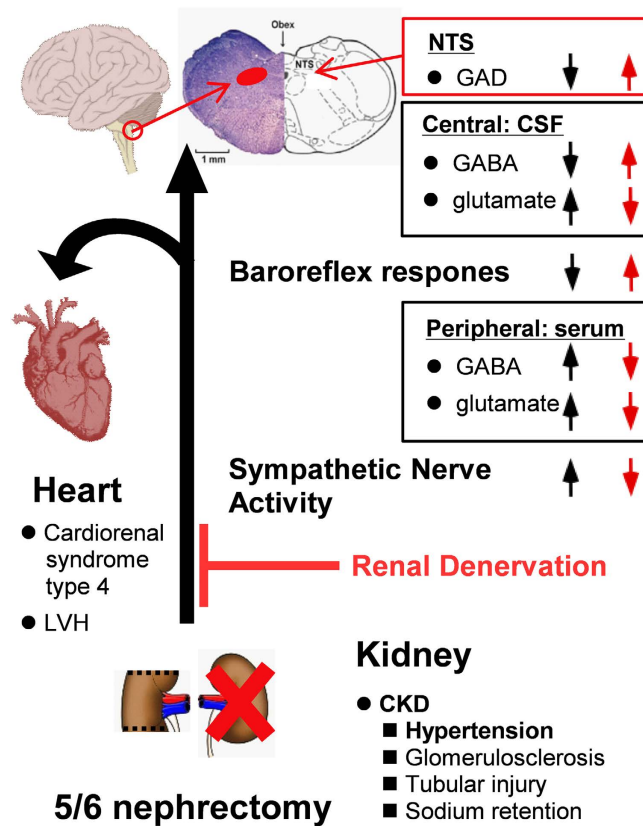 Obex
NTS
1 mm
NTS
● GAD
Central: CSF
● GABA
● glutamate
Baroreflex respones
Peripheral: serum
● GABA
● glutamate
Sympathetic Nerve
Activity
Heart
● Cardiorenal
syndrome
type 4
● LVH
Renal Denervation
Kidney
● CKD
■ Hypertension
■ Glomerulosclerosis
■ Tubular injury
■ Sodium retention
5/6 nephrectomy